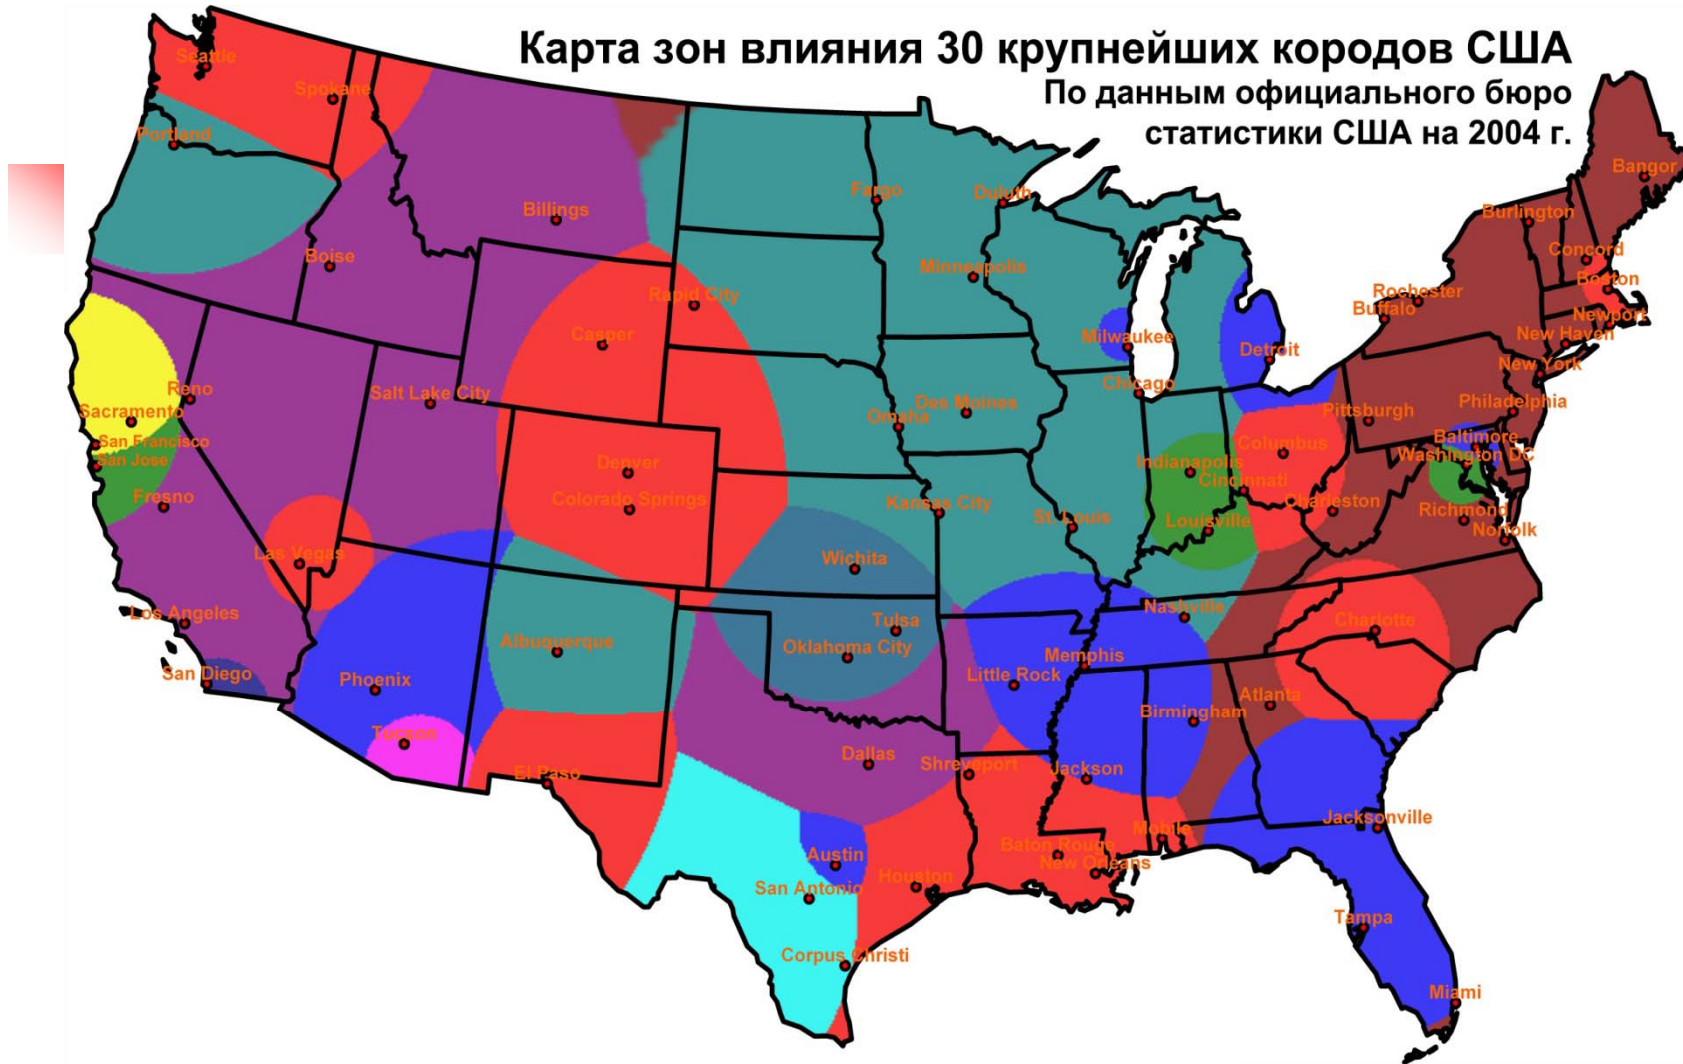 Карта зон влияния 30 крупнейших кородов США
По данным официального бюро
статистики США на 2004 г.
Seattle
Spokane
Portland
Bangor
Billings
Fargo
Duluth
Burlington
Boise
Concord
Minneapolis
Boston
Rapid City
Rochester
Buffalo
Newport
Casper
Milwaukee
New Haven
Detroit
New York
Reno
Salt Lake City
Chicago
Sacramento
Des Moines
Philadelphia
Omaha
Pittsburgh
San Francisco
Columbus
Baltimore
San Jose
Denver
Indianapolis
Washington DC
Cincinnati
Fresno
Colorado Springs
Kansas City
Charleston
St. Louis
Louisville
Richmond
Norfolk
Las Vegas
Wichita
Los Angeles
Nashville
Tulsa
Charlotte
Albuquerque
Oklahoma City
Memphis
San Diego
Phoenix
Little Rock
Atlanta
Birmingham
Tucson
Dallas
Shreveport
Jackson
El Paso
Jacksonville
Mobile
Austin
Baton Rouge
New Orleans
San Antonio
Houston
Tampa
Corpus Christi
Miami